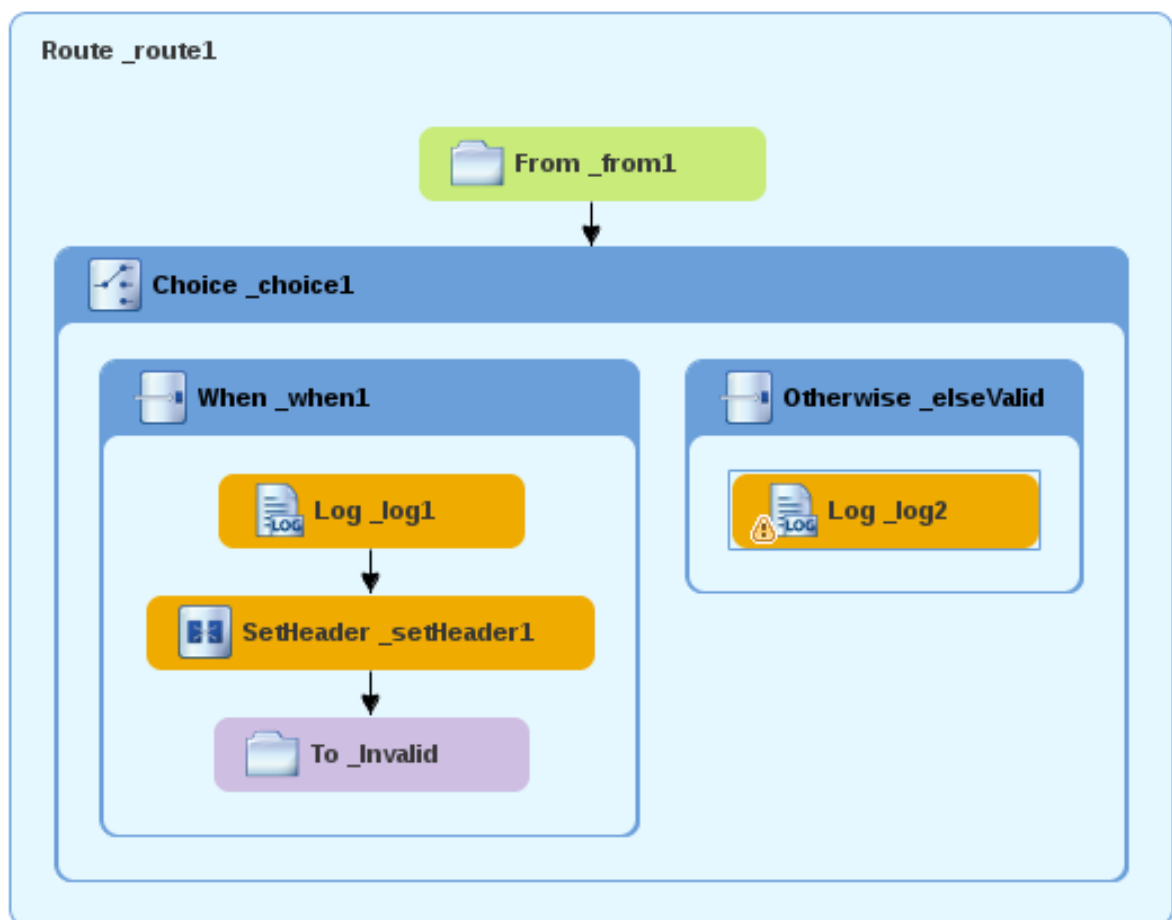 Route _route1
From _from1
Choice _choice1
When _when1
Otherwise _elseValid
LOG
Log _log1
LOG
Log _log2
SetHeader _setHeader1
To _Invalid